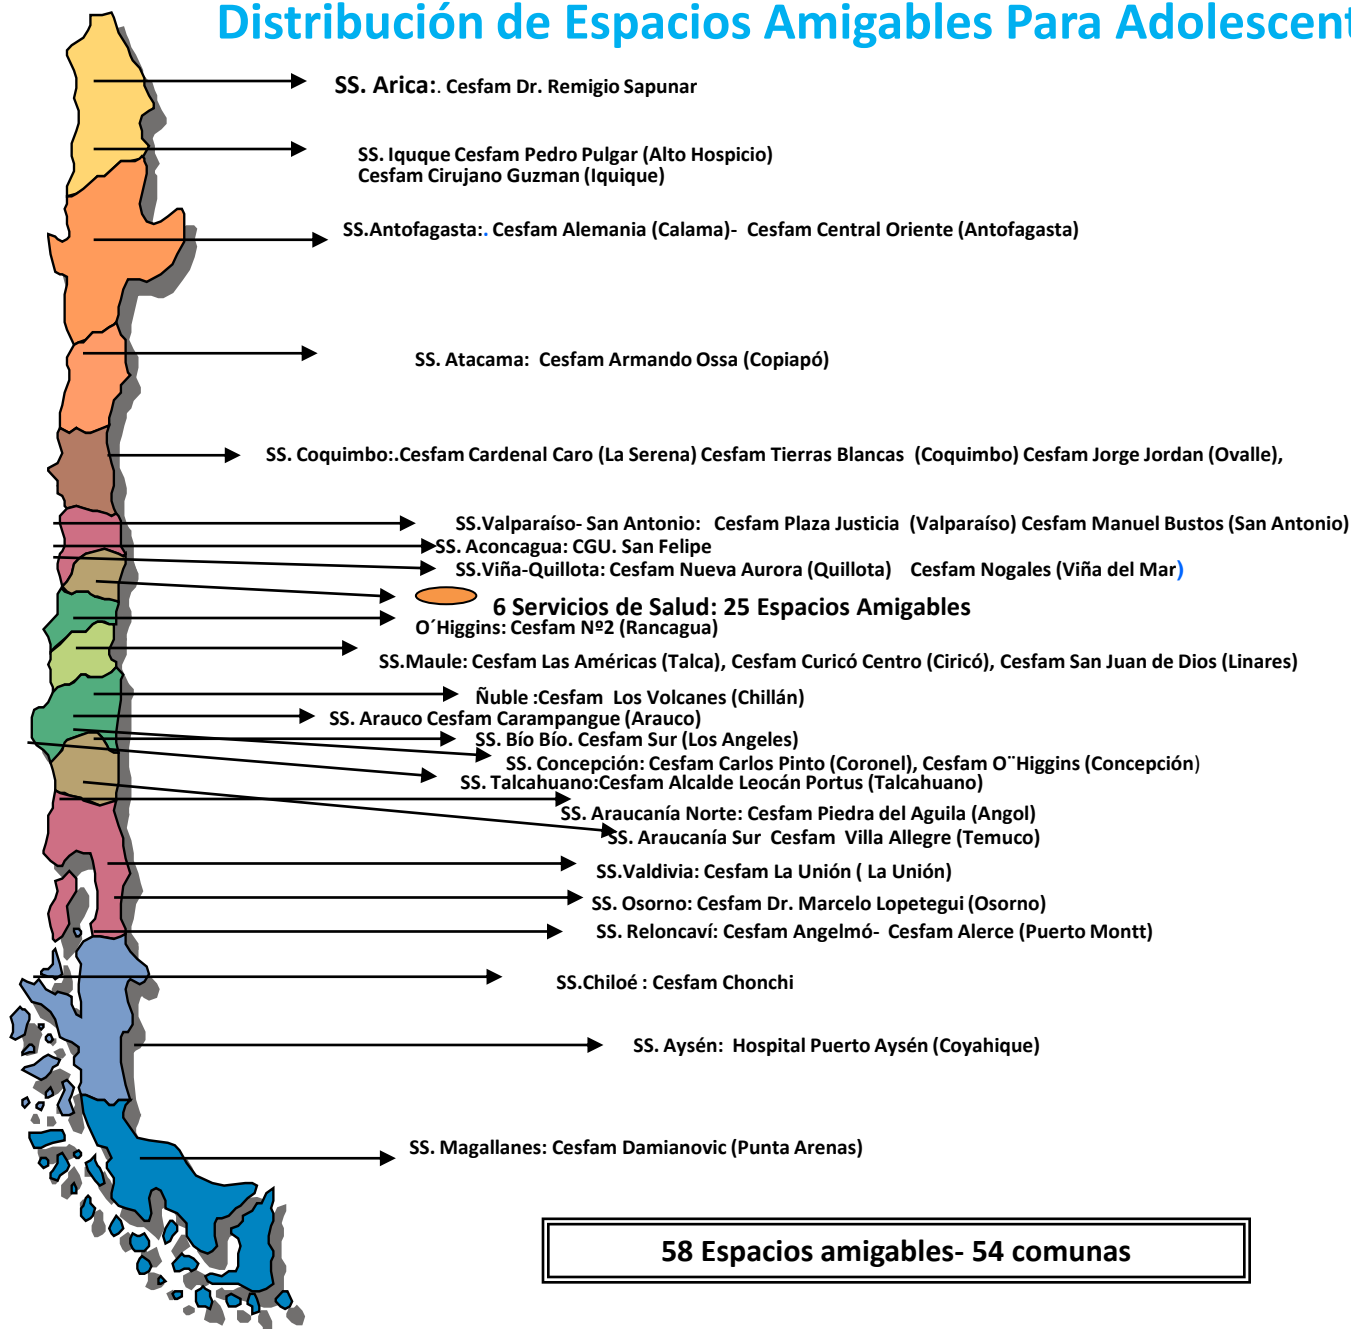 Distribución de Espacios Amigables Para Adolescent
SS. Arica:. Cesfam Dr. Remigio Sapunar
SS. Iquque Cesfam Pedro Pulgar (Alto Hospicio)
Cesfam Cirujano Guzman (Iquique)
SS.Antofagasta:. Cesfam Alemania (Calama)- Cesfam Central Oriente (Antofagasta)
SS. Atacama: Cesfam Armando Ossa (Copiapó)
SS. Coquimbo:.Cesfam Cardenal Caro (La Serena) Cesfam Tierras Blancas (Coquimbo) Cesfam Jorge Jordan (Ovalle),
SS.Valparaíso- San Antonio: Cesfam Plaza Justicia (Valparaíso) Cesfam Manuel Bustos (San Antonio)
SS. Aconcagua: CGU. San Felipe
SS.Viña-Quillota: Cesfam Nueva Aurora (Quillota) Cesfam Nogales (Viña del Mar)
6 Servicios de Salud: 25 Espacios Amigables
O´Higgins: Cesfam Nº2 (Rancagua)
SS.Maule: Cesfam Las Américas (Talca), Cesfam Curicó Centro (Ciricó), Cesfam San Juan de Dios (Linares)
Ñuble :Cesfam Los Volcanes (Chillán)
SS. Arauco Cesfam Carampangue (Arauco)
SS. Bío Bío. Cesfam Sur (Los Angeles)
SS. Concepción: Cesfam Carlos Pinto (Coronel), Cesfam O¨Higgins (Concepción)
SS. Talcahuano:Cesfam Alcalde Leocán Portus (Talcahuano)
SS. Araucanía Norte: Cesfam Piedra del Aguila (Angol)
SS. Araucanía Sur Cesfam Villa Allegre (Temuco)
SS.Valdivia: Cesfam La Unión ( La Unión)
SS. Osorno: Cesfam Dr. Marcelo Lopetegui (Osorno)
SS. Reloncaví: Cesfam Angelmó- Cesfam Alerce (Puerto Montt)
SS.Chiloé : Cesfam Chonchi
SS. Aysén: Hospital Puerto Aysén (Coyahique)
SS. Magallanes: Cesfam Damianovic (Punta Arenas)
58 Espacios amigables- 54 comunas